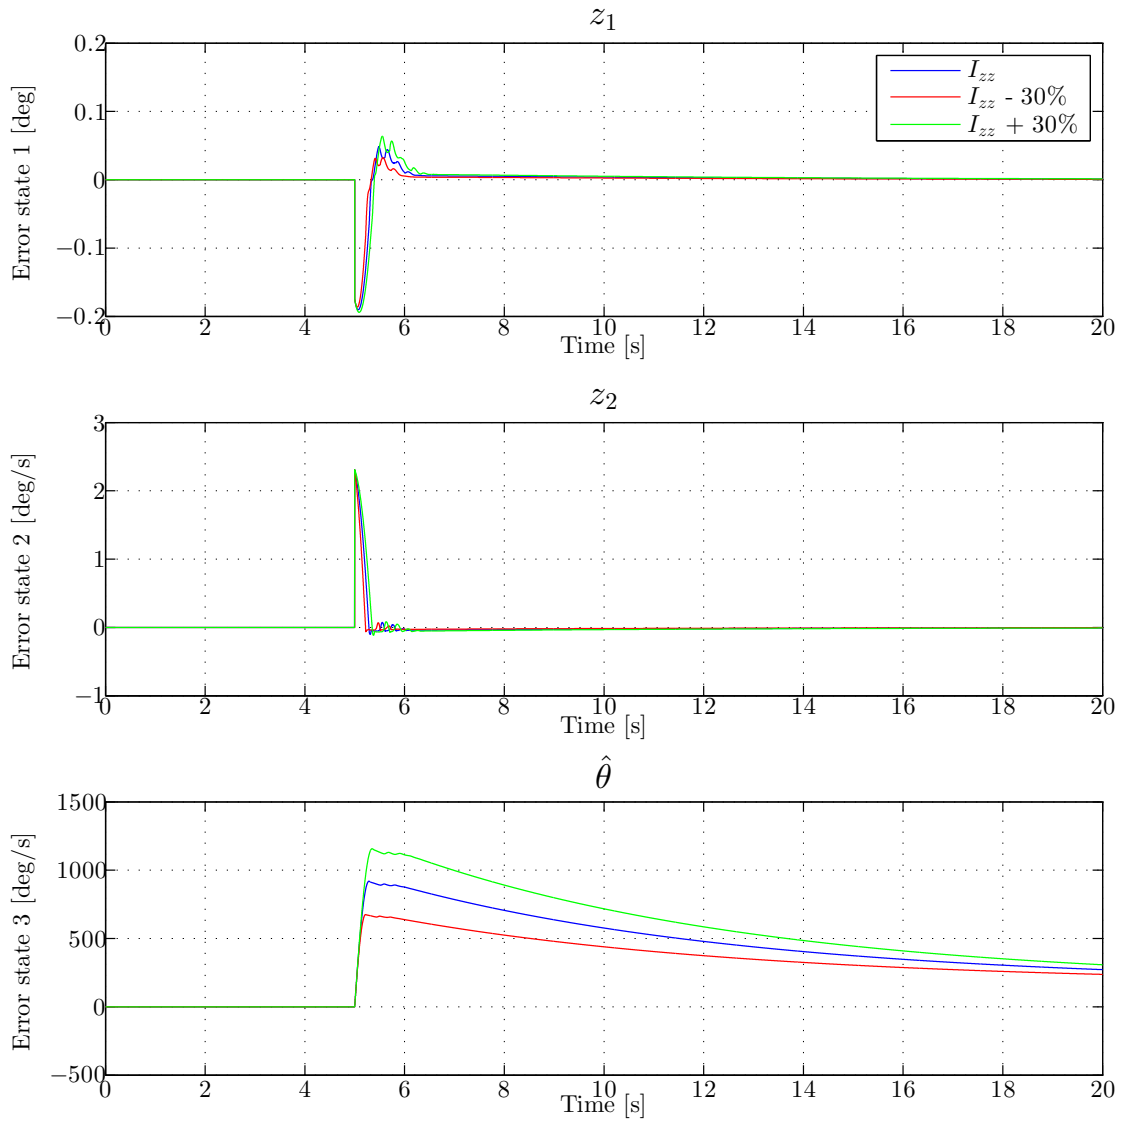 z₁
0.2
0.1
0
−0.1
−0.2
Error state 1 [deg]
I_zz
I_zz - 30%
I_zz + 30%
0 2 4 6 8 10 12 14 16 18 20
Time [s]
z₂
3
2
1
0
−1
Error state 2 [deg/s]
0 2 4 6 8 10 12 14 16 18 20
Time [s]
θ̂
1500
1000
500
0
−500
Error state 3 [deg/s]
0 2 4 6 8 10 12 14 16 18 20
Time [s]